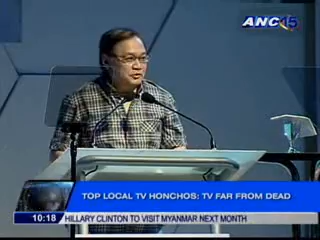 ANC 15
TOP LOCAL TV HONCHOS: TV FAR FROM DEAD
10:18 HILLARY CLINTON TO VISIT MYANMAR NEXT MONTH